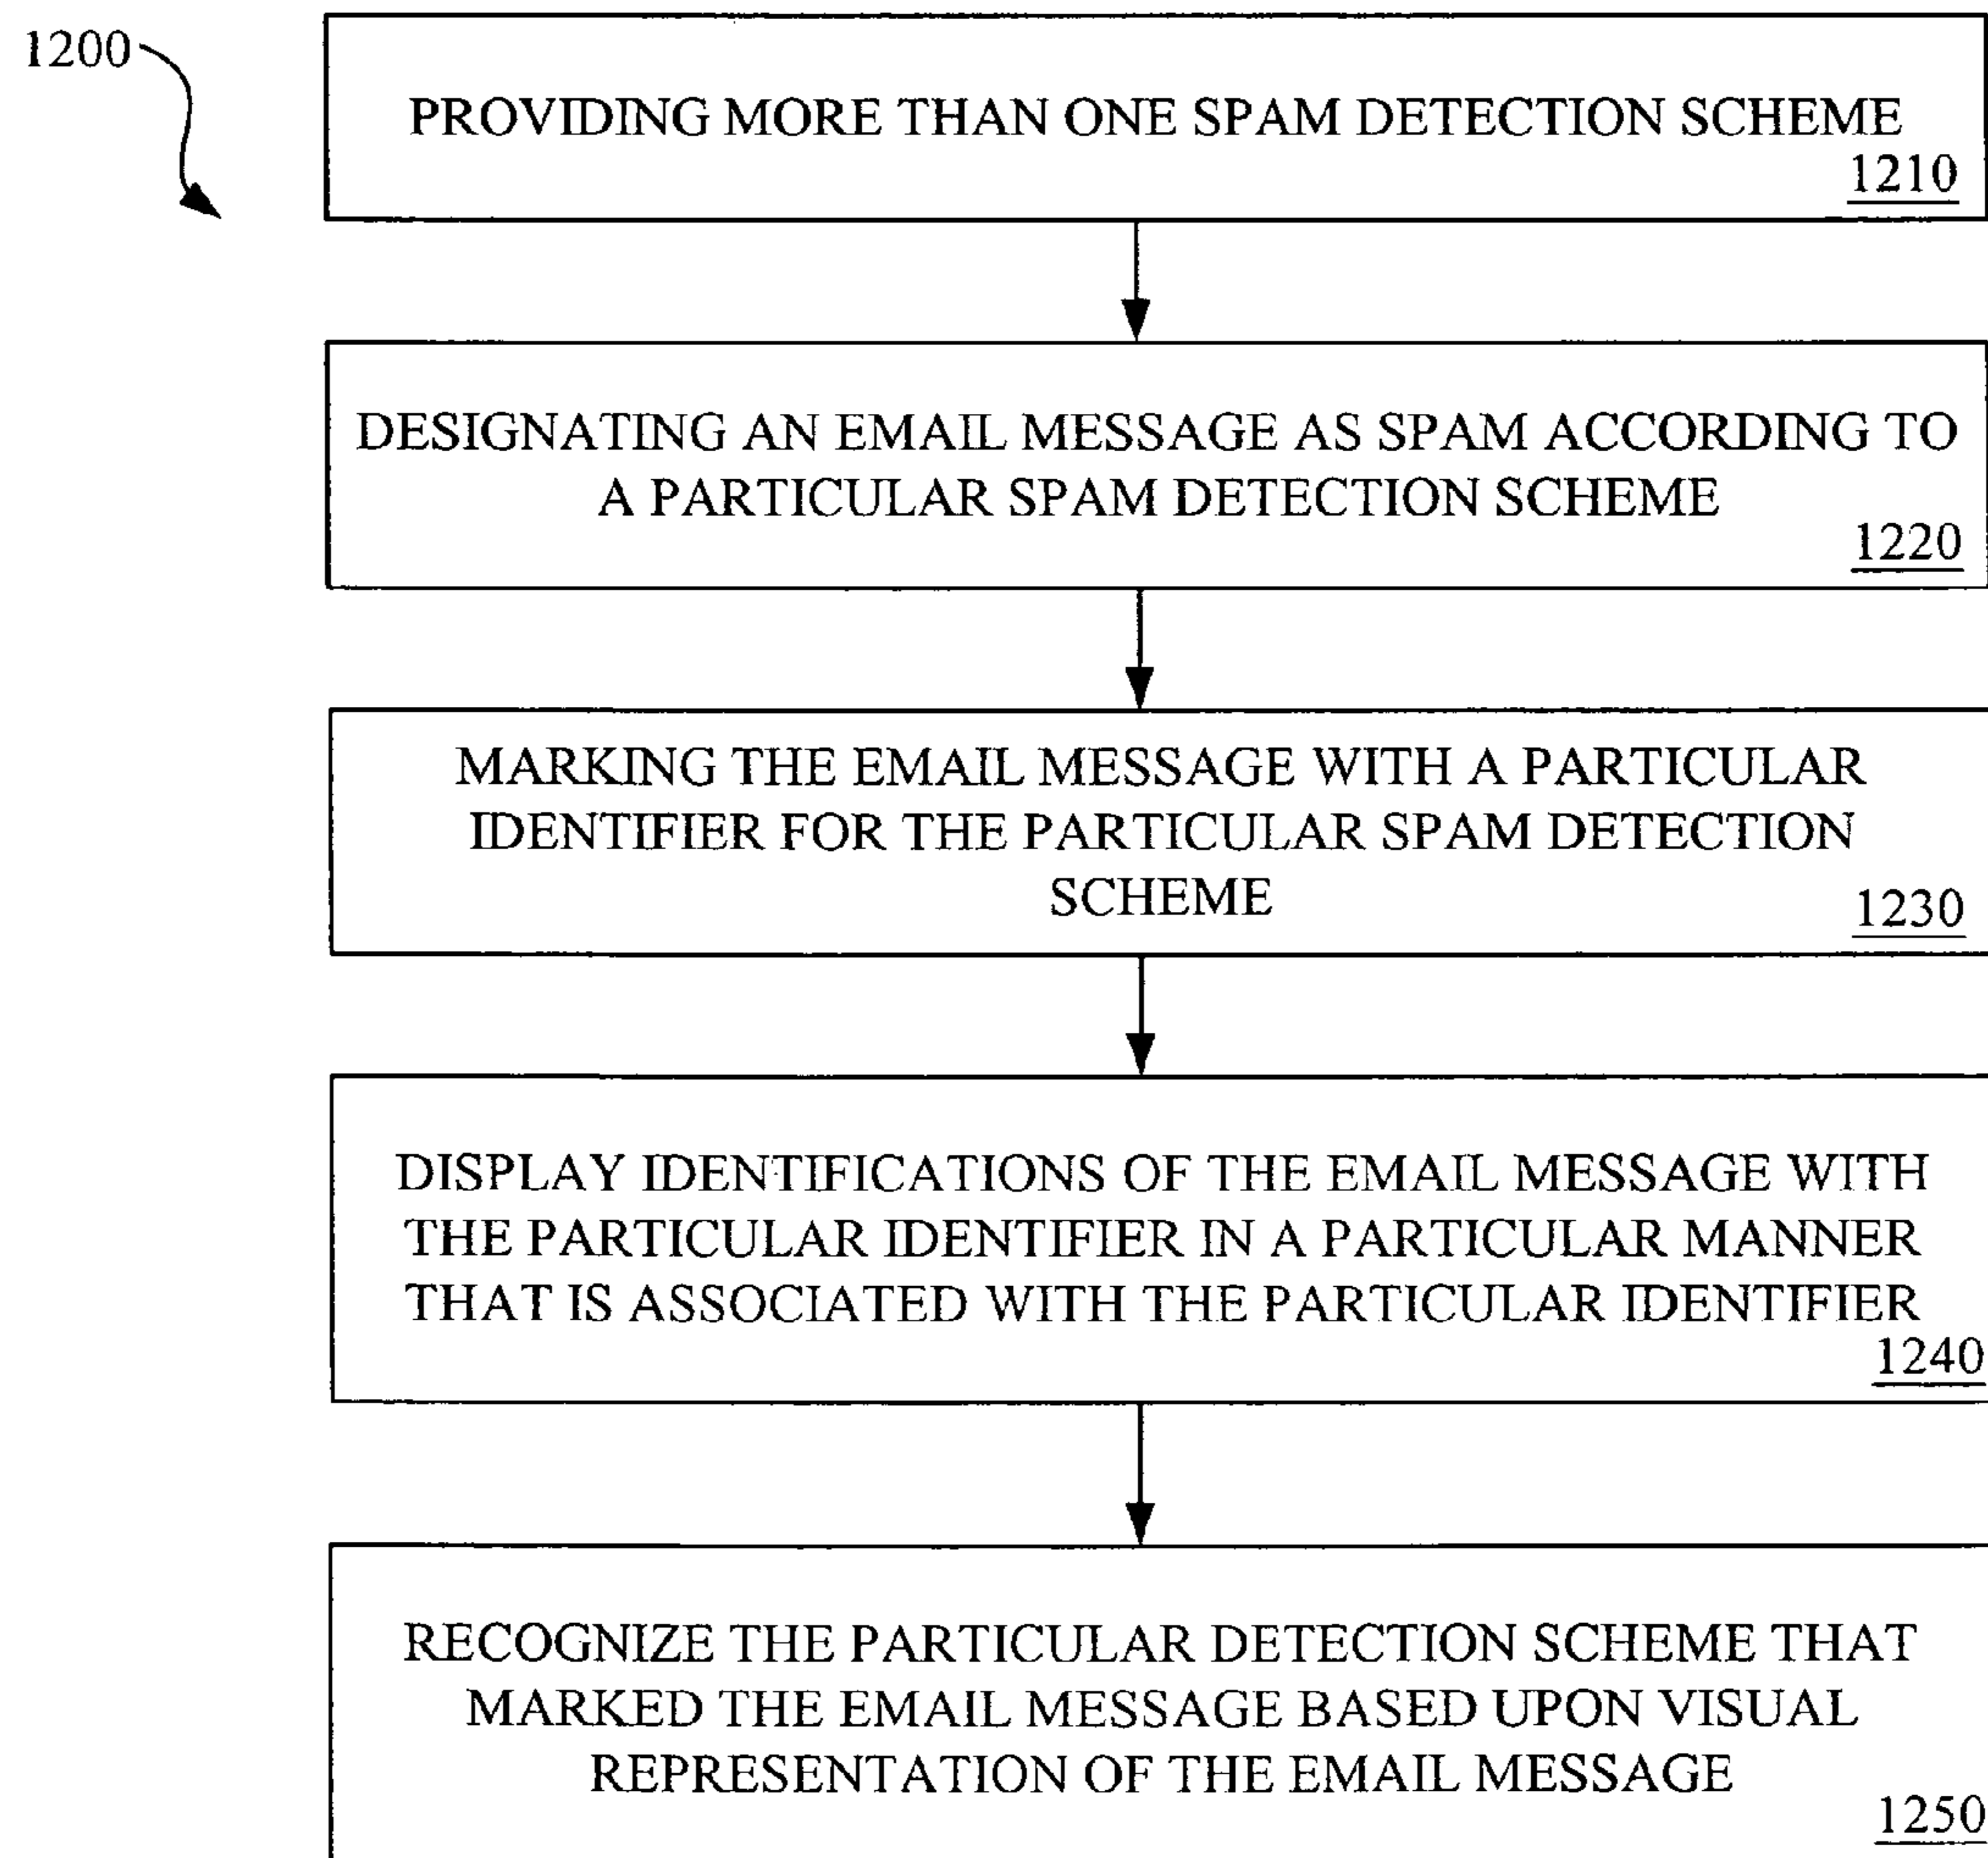 1200
PROVIDING MORE THAN ONE SPAM DETECTION SCHEME
1210
DESIGNATING AN EMAIL MESSAGE AS SPAM ACCORDING TO
A PARTICULAR SPAM DETECTION SCHEME
1220
MARKING THE EMAIL MESSAGE WITH A PARTICULAR
IDENTIFIER FOR THE PARTICULAR SPAM DETECTION
SCHEME
1230
DISPLAY IDENTIFICATIONS OF THE EMAIL MESSAGE WITH
THE PARTICULAR IDENTIFIER IN A PARTICULAR MANNER
THAT IS ASSOCIATED WITH THE PARTICULAR IDENTIFIER
1240
RECOGNIZE THE PARTICULAR DETECTION SCHEME THAT
MARKED THE EMAIL MESSAGE BASED UPON VISUAL
REPRESENTATION OF THE EMAIL MESSAGE
1250